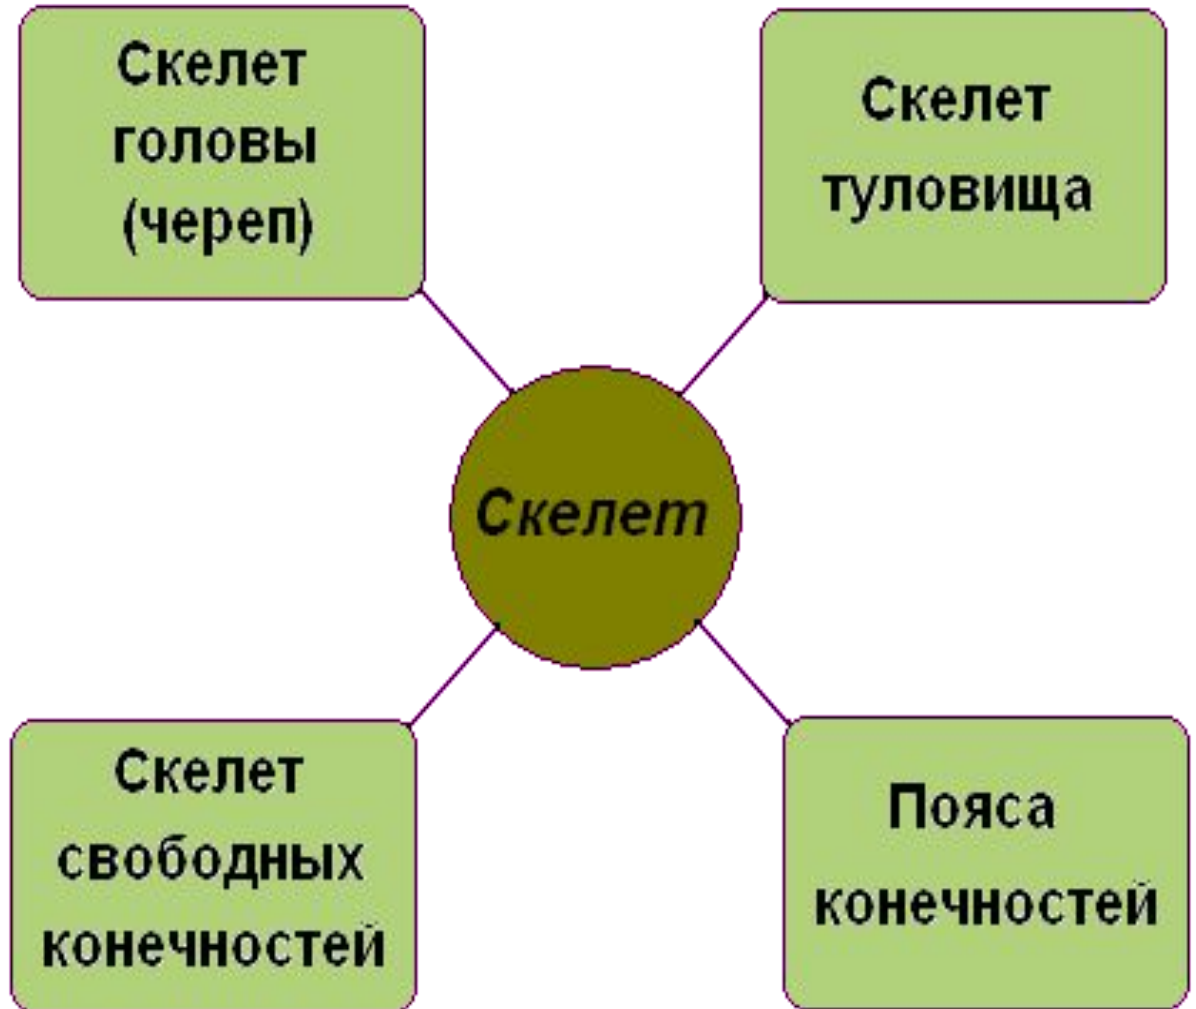 Скелет
головы
(череп)
Скелет
туловища
Скелет
Скелет
свободных
конечностей
Пояса
конечностей